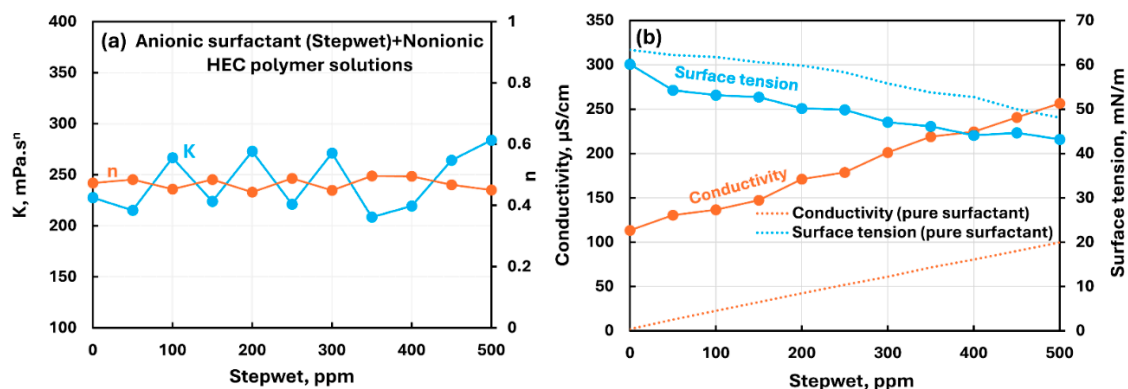 (a) Anionic surfactant (Stepwet)+Nonionic
HEC polymer solutions
K, mPa.sⁿ
400
350
300
250
200
150
100
n
K
1
0.8
0.6
0.4
0.2
0
n
0 100 200 300 400 500
Stepwet, ppm
(b)
Conductivity, µS/cm
350
300
250
200
150
100
50
0
Surface tension
Conductivity
Conductivity (pure surfactant)
Surface tension (pure surfactant)
70
60
50
40
30
20
10
0
Surface tension, mN/m
0 100 200 300 400 500
Stepwet, ppm